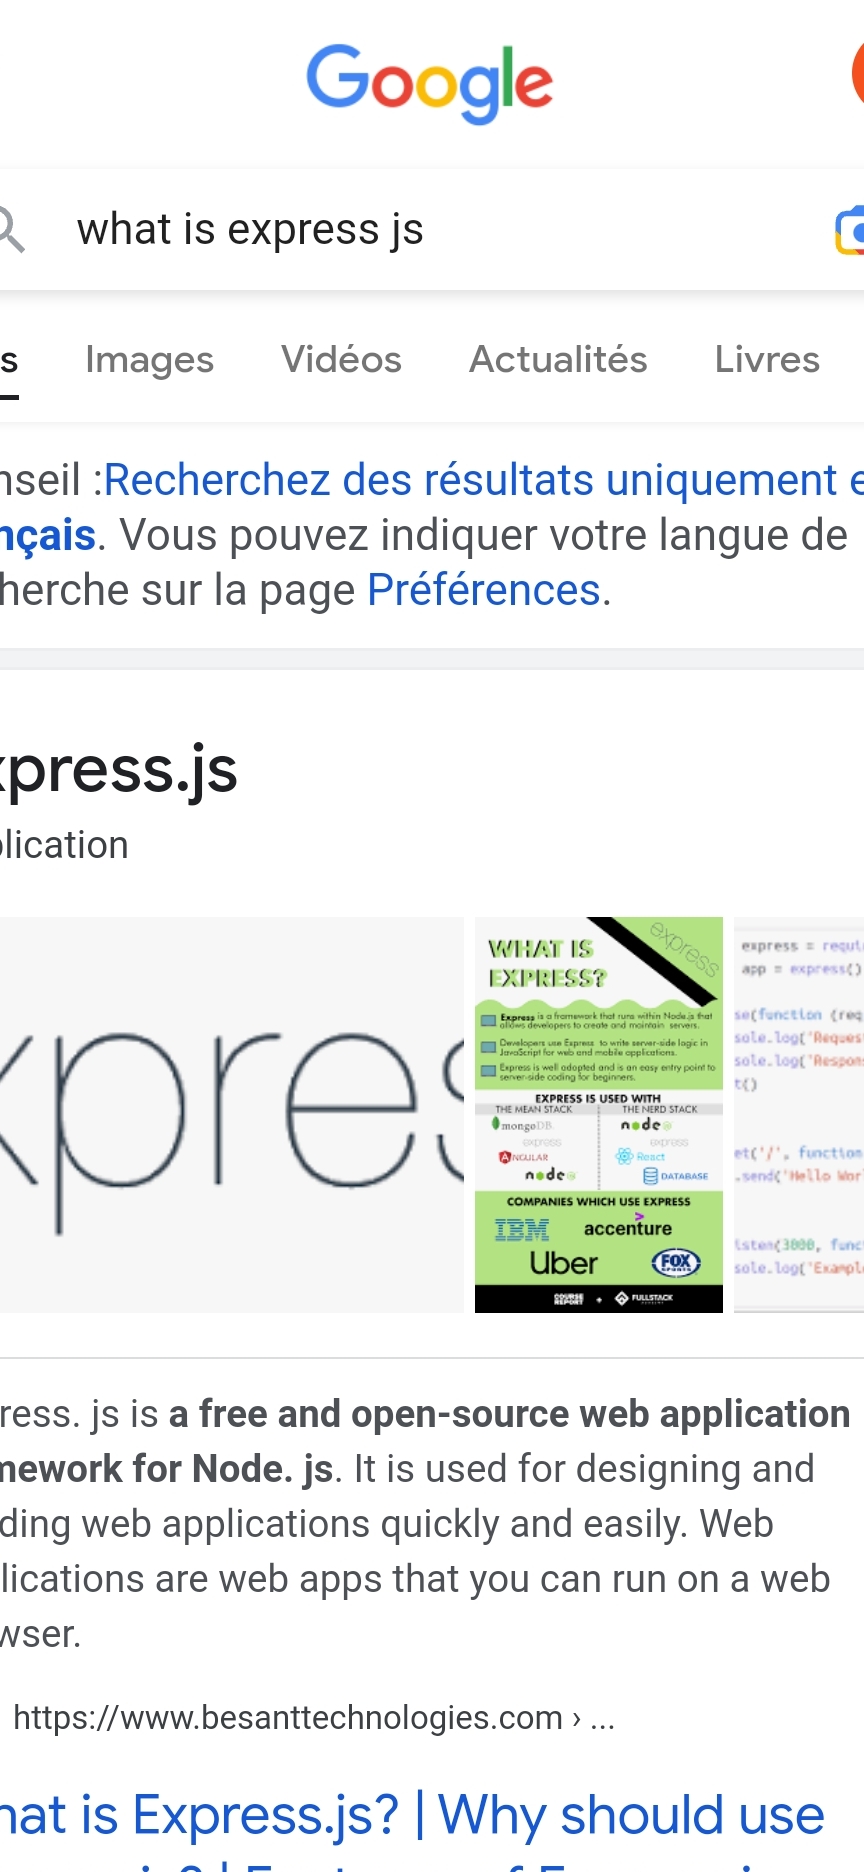 Google
what is express js
s Images Vidéos Actualités Livres
nseil :Recherchez des résultats uniquement e
nçais. Vous pouvez indiquer votre langue de
herche sur la page Préférences.
xpress.js
plication
xpres
express
WHAT IS
EXPRESS?
Express is a framework that runs within Node.js that
allows developers to create and maintain servers.
Developers use Express to write server-side logic in
JavaScript for web and mobile applications.
Express is well adopted and is an easy entry point to
server-side coding for beginners.
EXPRESS IS USED WITH
THE MEAN STACK THE NERD STACK
mongoDB. node
express express
ANGULAR React
node DATABASE
COMPANIES WHICH USE EXPRESS
IBM accenture
Uber FOX SPORTS
COURSE REPORT + FULLSTACK
express = requi
app = express()
se(function (req
sole.log('Reques
sole.log('Respon
t()
et('/', function
.send('Hello Wor
isten(3000, func
sole.log('Exampl
ress. js is a free and open-source web application
mework for Node. js. It is used for designing and
ding web applications quickly and easily. Web
lications are web apps that you can run on a web
wser.
https://www.besanttechnologies.com › ...
hat is Express.js? | Why should use